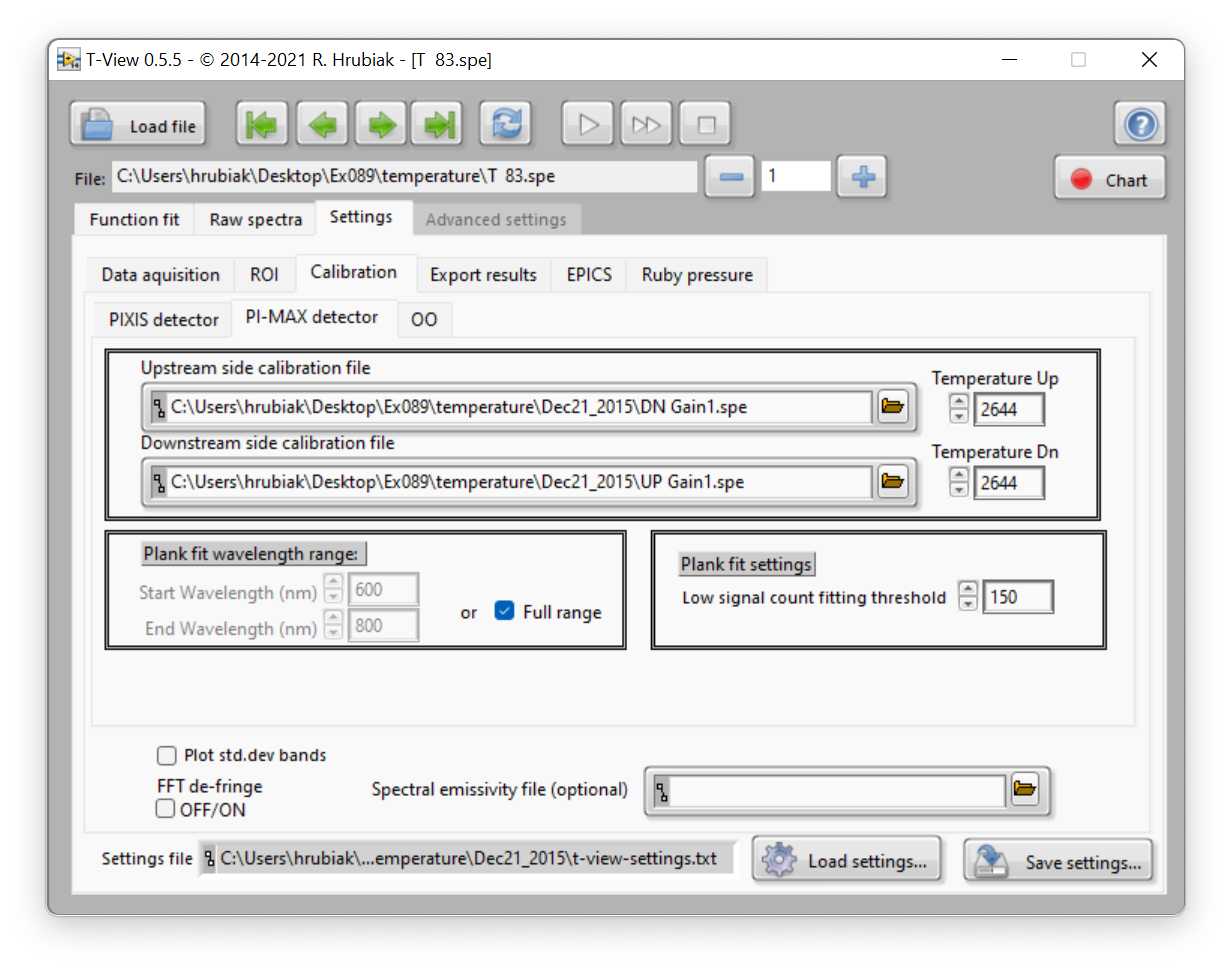 T-View 0.5.5 - © 2014-2021 R. Hrubiak - [T  83.spe]
Load file
File: C:\Users\hrubiak\Desktop\Ex089\temperature\T  83.spe 1 Chart
Function fit Raw spectra Settings Advanced settings
Data aquisition ROI Calibration Export results EPICS Ruby pressure
PIXIS detector PI-MAX detector OO
Upstream side calibration file
Temperature Up
C:\Users\hrubiak\Desktop\Ex089\temperature\Dec21_2015\DN Gain1.spe 2644
Downstream side calibration file
Temperature Dn
C:\Users\hrubiak\Desktop\Ex089\temperature\Dec21_2015\UP Gain1.spe 2644
Plank fit wavelength range:
Start Wavelength (nm) 600
End Wavelength (nm) 800
or Full range
Plank fit settings
Low signal count fitting threshold 150
Plot std.dev bands
FFT de-fringe
OFF/ON
Spectral emissivity file (optional)
Settings file C:\Users\hrubiak\...emperature\Dec21_2015\t-view-settings.txt Load settings... Save settings...